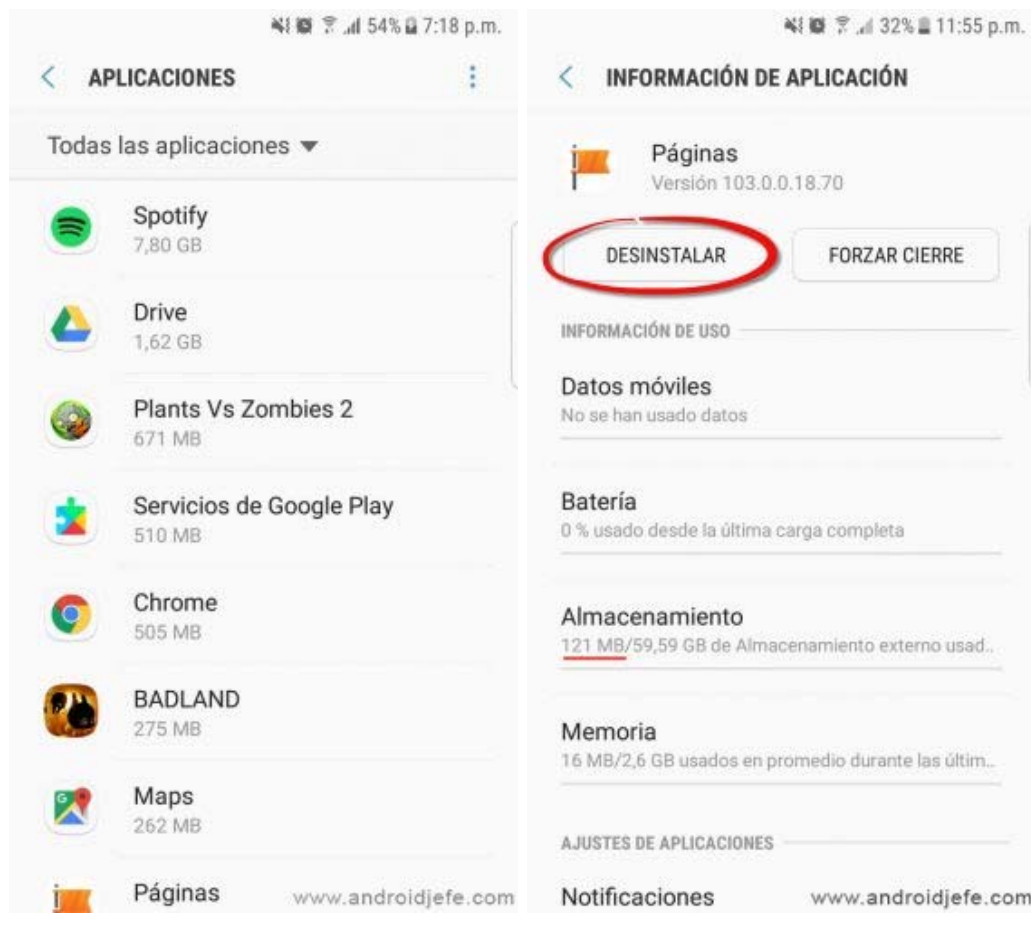 54% 7:18 p.m.
APLICACIONES
Todas las aplicaciones
Spotify
7,80 GB
Drive
1,62 GB
Plants Vs Zombies 2
671 MB
Servicios de Google Play
510 MB
Chrome
505 MB
BADLAND
275 MB
Maps
262 MB
Páginas
www.androidjefe.com
32% 11:55 p.m.
INFORMACIÓN DE APLICACIÓN
Páginas
Versión 103.0.0.18.70
DESINSTALAR
FORZAR CIERRE
INFORMACIÓN DE USO
Datos móviles
No se han usado datos
Batería
0 % usado desde la última carga completa
Almacenamiento
121 MB/59,59 GB de Almacenamiento externo usad..
Memoria
16 MB/2,6 GB usados en promedio durante las últim..
AJUSTES DE APLICACIONES
Notificaciones
www.androidjefe.com